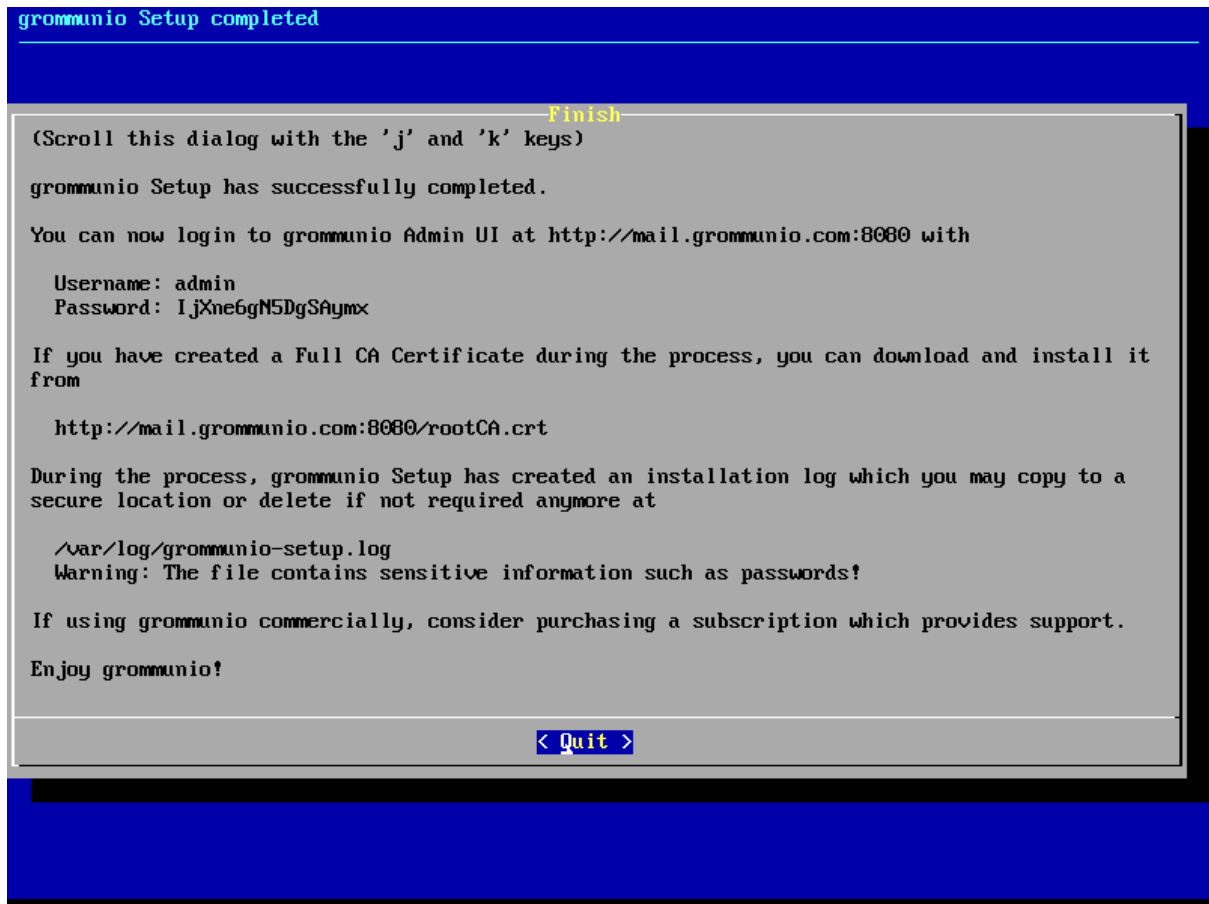 grommunio Setup completed
Finish
(Scroll this dialog with the 'j' and 'k' keys)
grommunio Setup has successfully completed.
You can now login to grommunio Admin UI at http://mail.grommunio.com:8080 with
Username: admin
Password: IjXne6gN5DgSAymx
If you have created a Full CA Certificate during the process, you can download and install it
from
http://mail.grommunio.com:8080/rootCA.crt
During the process, grommunio Setup has created an installation log which you may copy to a
secure location or delete if not required anymore at
/var/log/grommunio-setup.log
Warning: The file contains sensitive information such as passwords!
If using grommunio commercially, consider purchasing a subscription which provides support.
Enjoy grommunio!
< Quit >